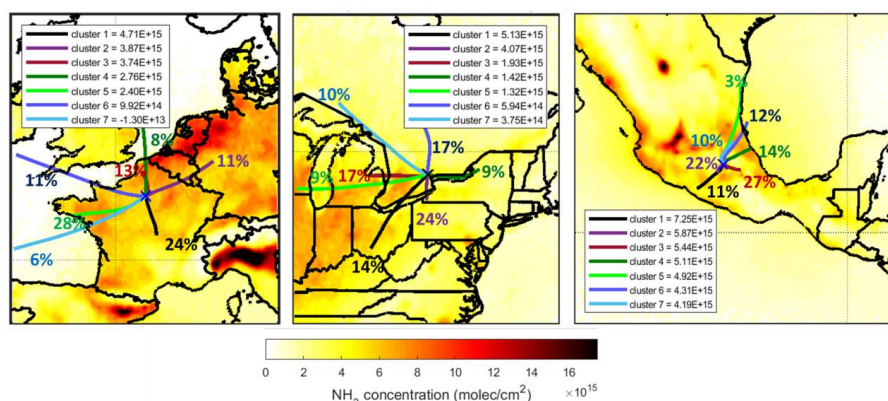 cluster 1 = 4.71E+15
cluster 2 = 3.87E+15
cluster 3 = 3.74E+15
cluster 4 = 2.76E+15
cluster 5 = 2.40E+15
cluster 6 = 9.92E+14
cluster 7 = -1.30E+13
8%
13%
11%
11%
28%
24%
6%
cluster 1 = 5.13E+15
cluster 2 = 4.07E+15
cluster 3 = 1.93E+15
cluster 4 = 1.42E+15
cluster 5 = 1.32E+15
cluster 6 = 5.94E+14
cluster 7 = 3.75E+14
10%
17%
17%
9%
9%
24%
14%
3%
12%
10%
14%
22%
27%
11%
cluster 1 = 7.25E+15
cluster 2 = 5.87E+15
cluster 3 = 5.44E+15
cluster 4 = 5.11E+15
cluster 5 = 4.92E+15
cluster 6 = 4.31E+15
cluster 7 = 4.19E+15
0 2 4 6 8 10 12 14 16
NH₃ concentration (molec/cm²) ×10¹⁵